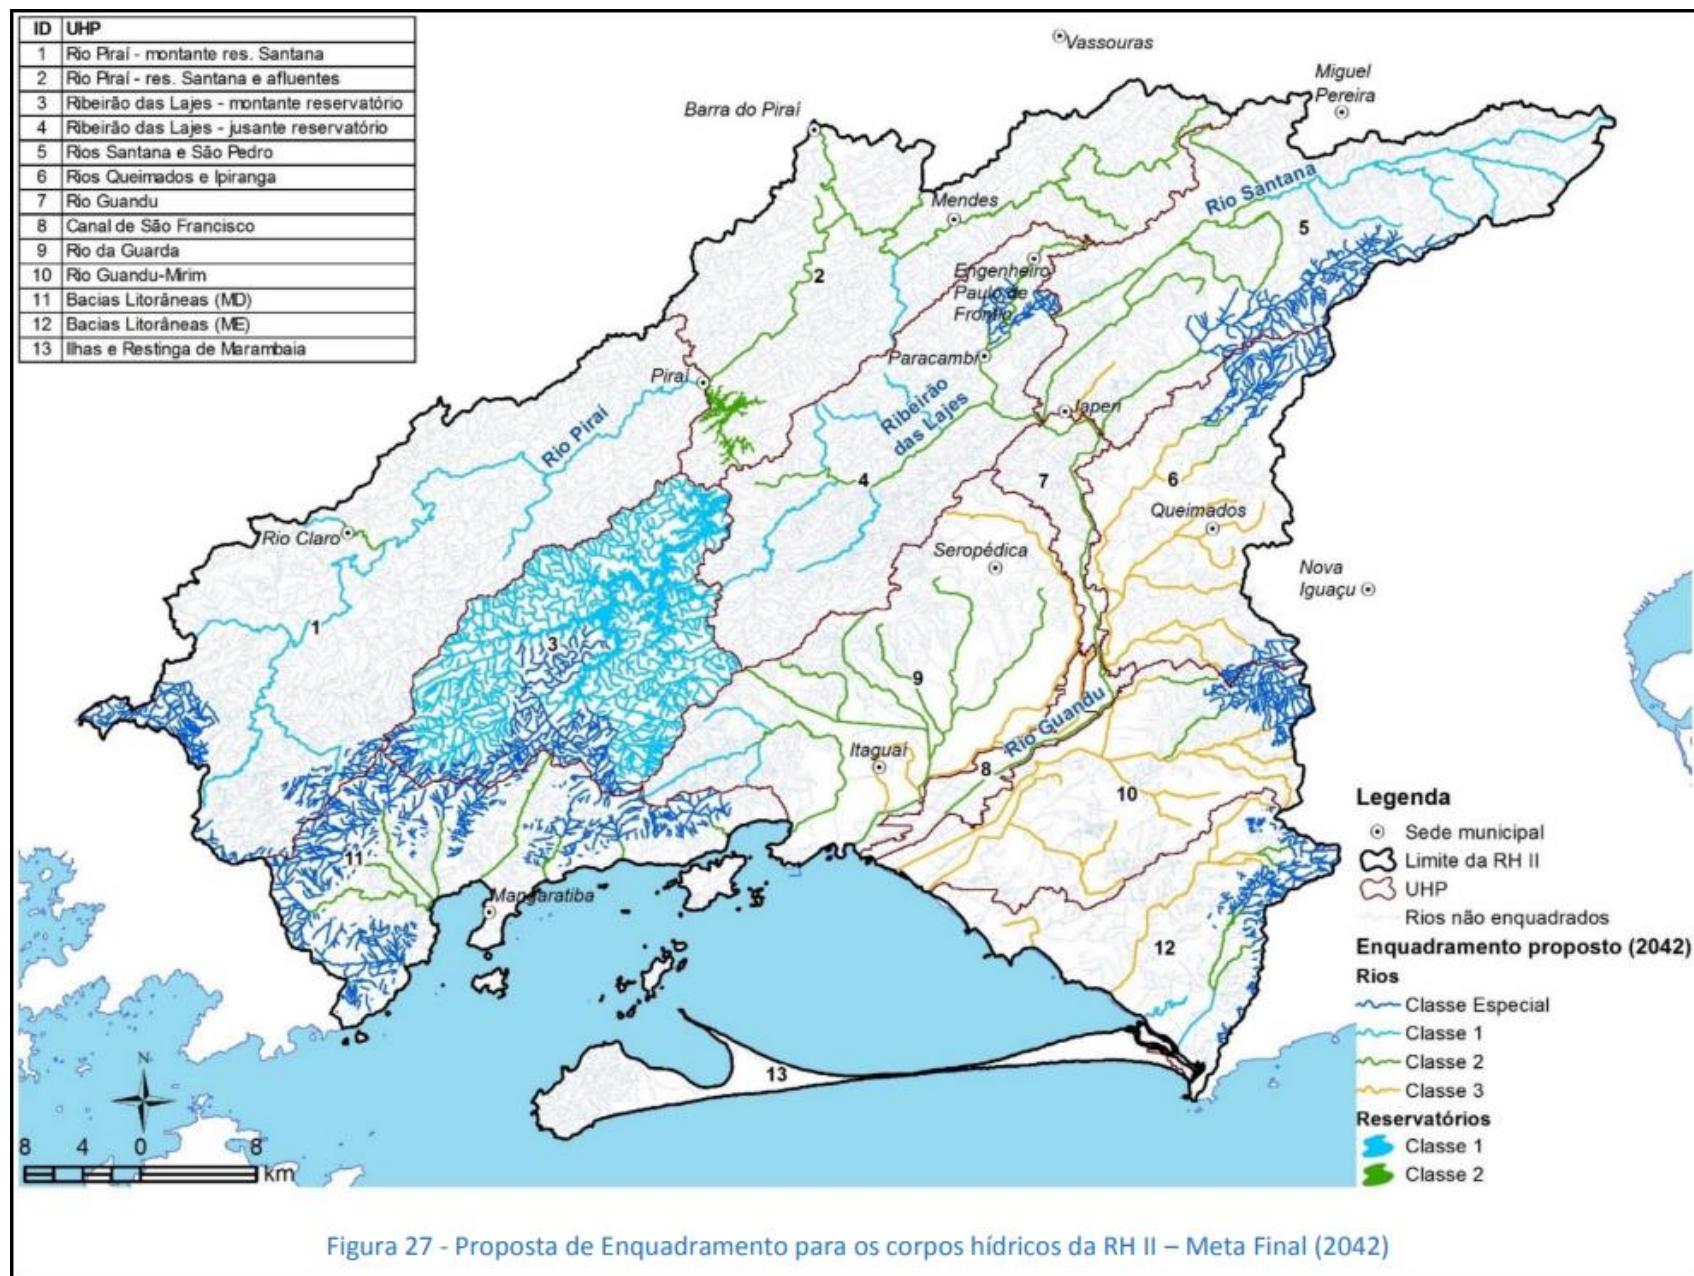 ID UHP
1 Rio Piraí - montante res. Santana
2 Rio Piraí - res. Santana e afluentes
3 Ribeirão das Lajes - montante reservatório
4 Ribeirão das Lajes - jusante reservatório
5 Rios Santana e São Pedro
6 Rios Queimados e Ipiranga
7 Rio Guandu
8 Canal de São Francisco
9 Rio da Guarda
10 Rio Guandu-Mirim
11 Bacias Litorâneas (MD)
12 Bacias Litorâneas (ME)
13 Ilhas e Restinga de Marambaia
Vassouras
Miguel
Pereira
Barra do Piraí
Mendes
Rio Santana
5
2
Engenheiro
Paulo de
Frontin
Paracambi
Piraí
Ribeirão
das Lajes
Japeri
Rio Piraí
4
7
6
Queimados
Rio Claro
Seropédica
Nova
Iguaçu
1
3
9
Rio Guandu
Itaguaí
8
10
11
Mangaratiba
12
13
N
8 4 0 8
km
Legenda
Sede municipal
Limite da RH II
UHP
Rios não enquadrados
Enquadramento proposto (2042)
Rios
Classe Especial
Classe 1
Classe 2
Classe 3
Reservatórios
Classe 1
Classe 2
Figura 27 - Proposta de Enquadramento para os corpos hídricos da RH II – Meta Final (2042)